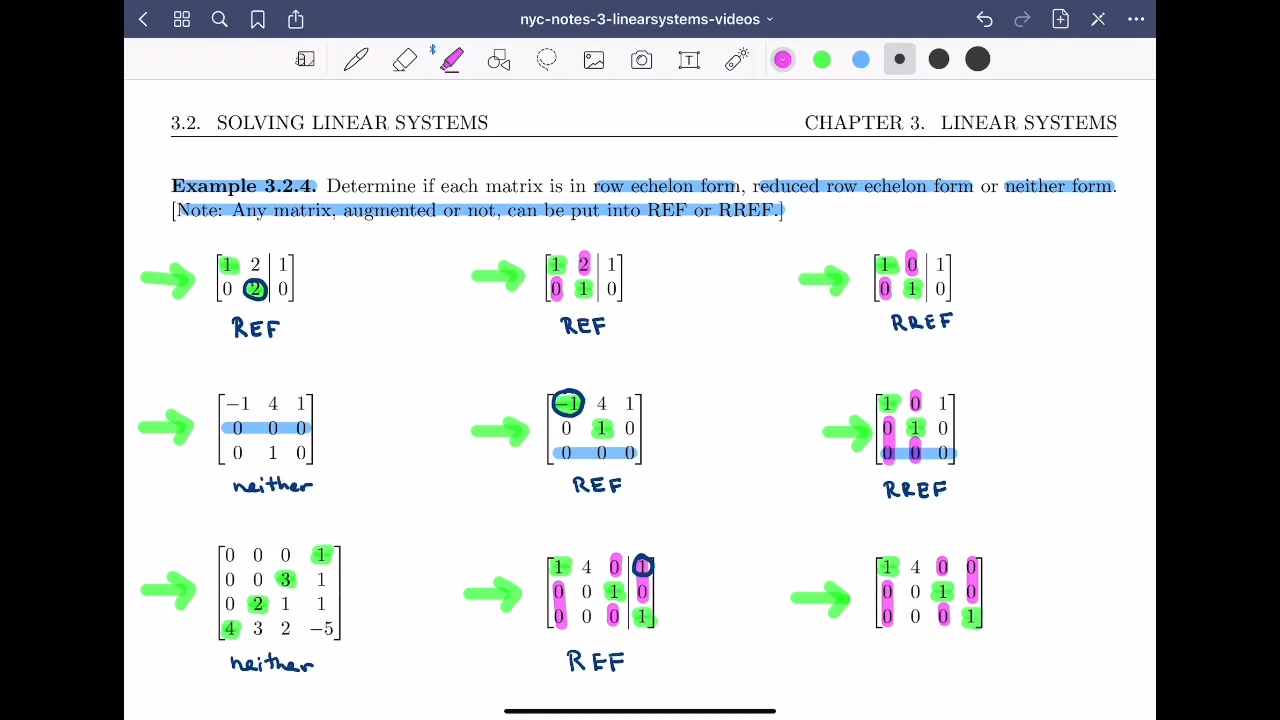 nyc-notes-3-linearsystems-videos
3.2. SOLVING LINEAR SYSTEMS CHAPTER 3. LINEAR SYSTEMS
Example 3.2.4. Determine if each matrix is in row echelon form, reduced row echelon form or neither form.
[Note: Any matrix, augmented or not, can be put into REF or RREF.]
1 2 | 1 1 2 | 1 1 0 | 1
0 2 | 0 0 1 | 0 0 1 | 0
REF REF RREF
−1 4 1 −1 4 1 1 0 1
0 0 0 0 1 0 0 1 0
0 1 0 0 0 0 0 0 0
neither REF RREF
0 0 0 1
0 0 3 1
0 2 1 1
4 3 2 −5
neither
1 4 0 | 1 1 4 0 0
0 0 1 | 0 0 0 1 0
0 0 0 | 1 0 0 0 1
REF